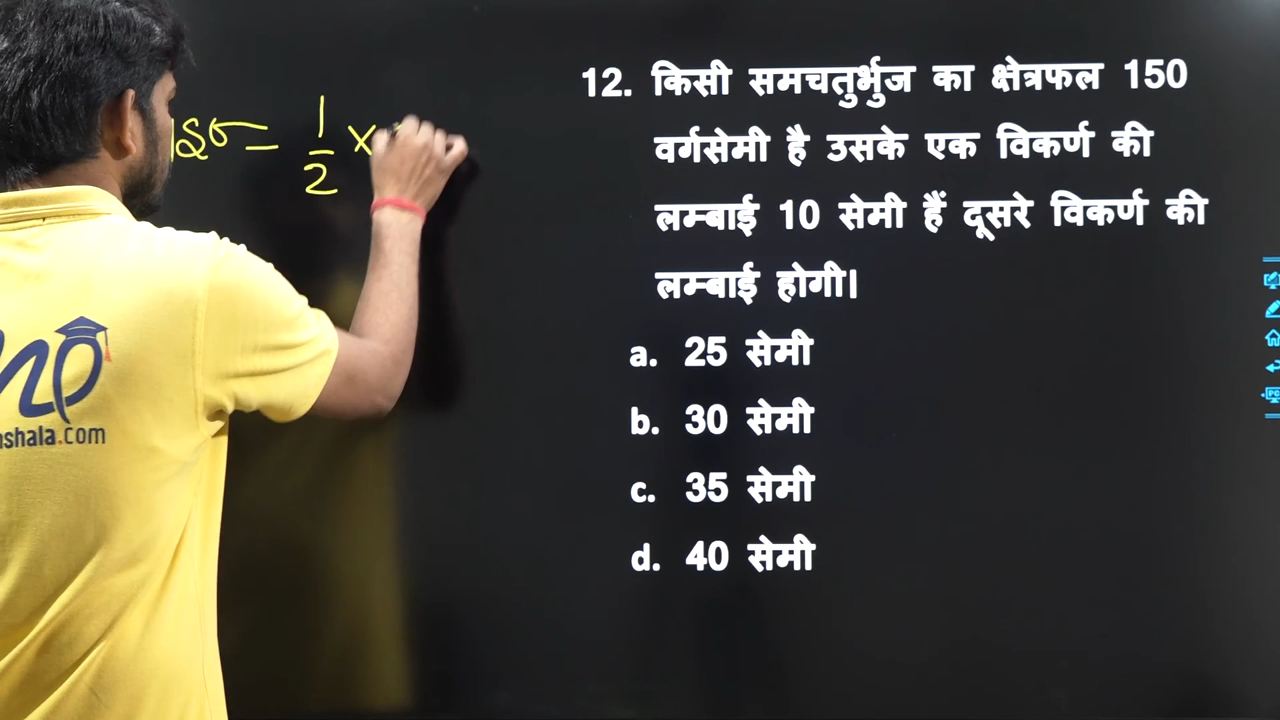 150 = 1/2 ×
12. किसी समचतुर्भुज का क्षेत्रफल 150
वर्गसेमी है उसके एक विकर्ण की
लम्बाई 10 सेमी हैं दूसरे विकर्ण की
लम्बाई होगी।
a. 25 सेमी
b. 30 सेमी
c. 35 सेमी
d. 40 सेमी
shala.com